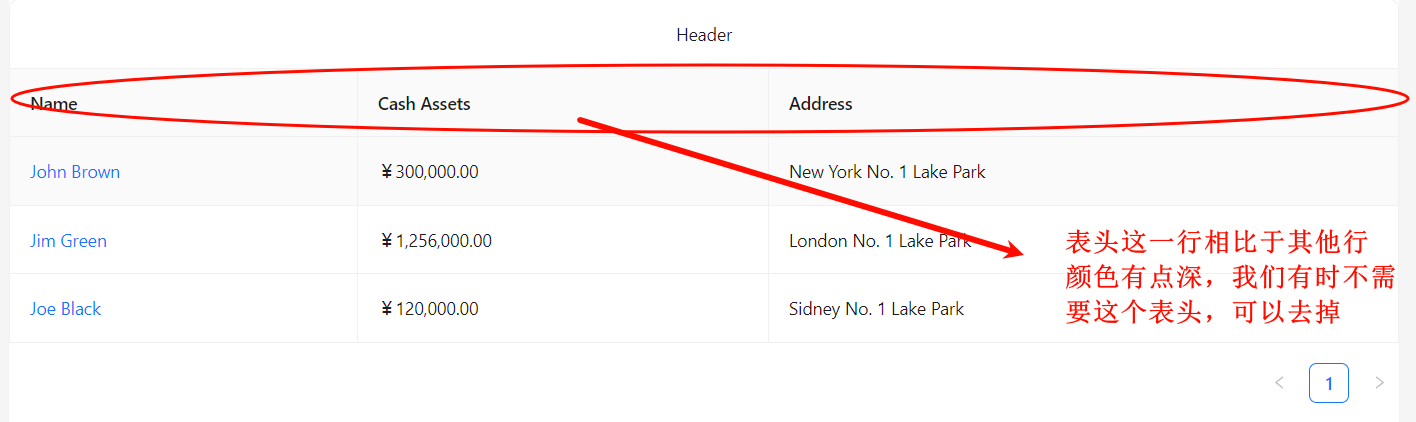 Header
Name Cash Assets Address
John Brown ￥300,000.00 New York No. 1 Lake Park
Jim Green ￥1,256,000.00 London No. 1 Lake Park
Joe Black ￥120,000.00 Sidney No. 1 Lake Park
表头这一行相比于其他行
颜色有点深，我们有时不需
要这个表头，可以去掉
< 1 >